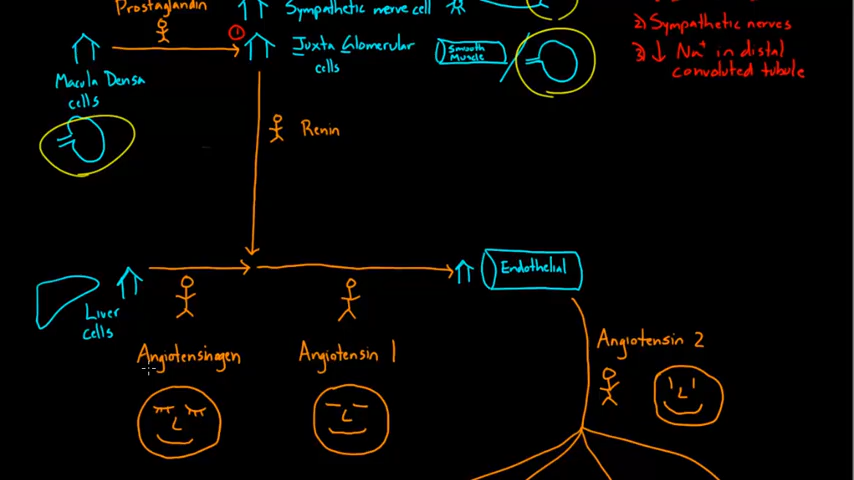 Prostaglandin
Sympathetic nerve cell
2) Sympathetic nerves
1
Juxta Glomerular
cells
Smooth
Muscle
3) ↓ Na+ in distal
convoluted tubule
Macula Densa
cells
Renin
Endothelial
Liver
cells
Angiotensinogen
Angiotensin 1
Angiotensin 2